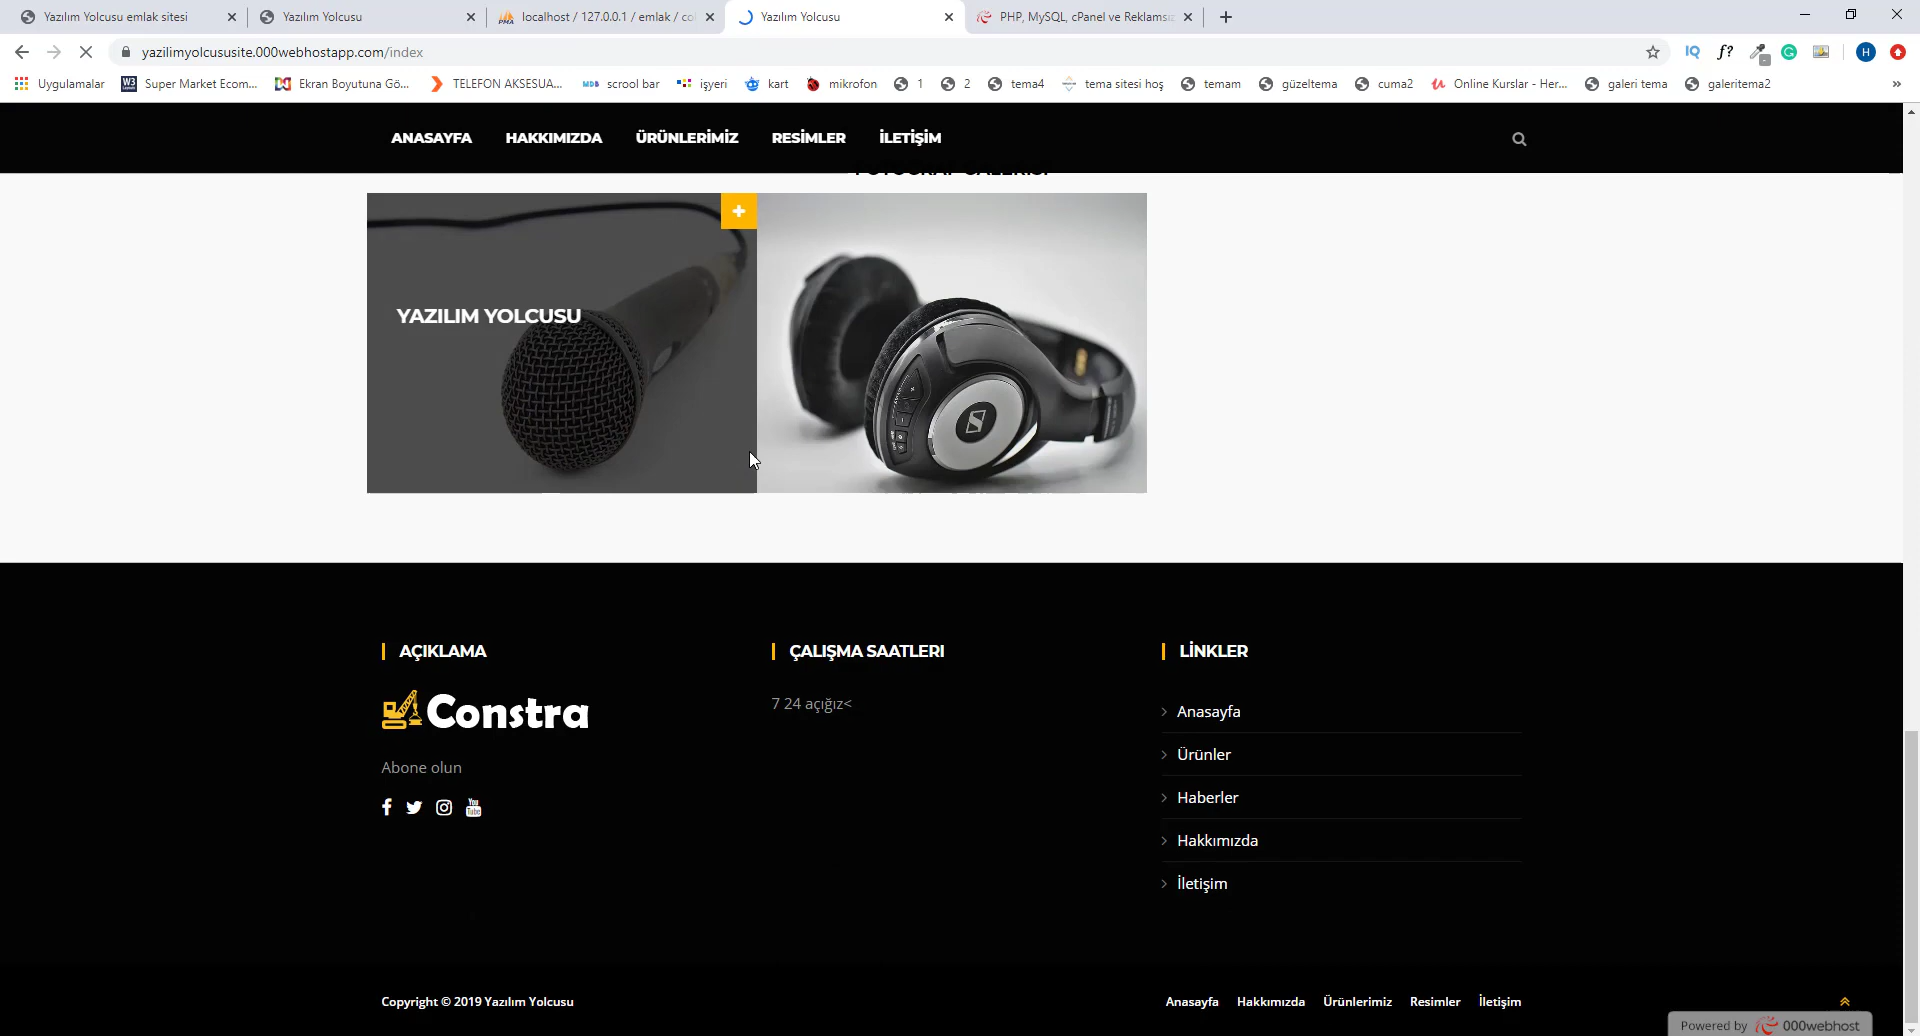 Yazılım Yolcusu emlak sitesi
Yazılım Yolcusu
localhost / 127.0.0.1 / emlak / co
Yazılım Yolcusu
PHP, MySQL, cPanel ve Reklamsı
yazilimyolcususite.000webhostapp.com/index
IQ
f?
H
Uygulamalar
W3
Super Market Ecom...
Ekran Boyutuna Gö...
TELEFON AKSESUA...
MDB
scrool bar
işyeri
kart
mikrofon
1
2
tema4
tema sitesi hoş
temam
güzeltema
cuma2
Online Kurslar - Her...
galeri tema
galeritema2
ANASAYFA
HAKKIMIZDA
ÜRÜNLERİMİZ
RESİMLER
İLETİŞİM
YAZILIM YOLCUSU
AÇIKLAMA
ÇALIŞMA SAATLERI
LİNKLER
Constra
7 24 açığız<
Abone olun
Anasayfa
Ürünler
Haberler
Hakkımızda
İletişim
Copyright © 2019 Yazılım Yolcusu
Anasayfa
Hakkımızda
Ürünlerimiz
Resimler
İletişim
Powered by 000webhost